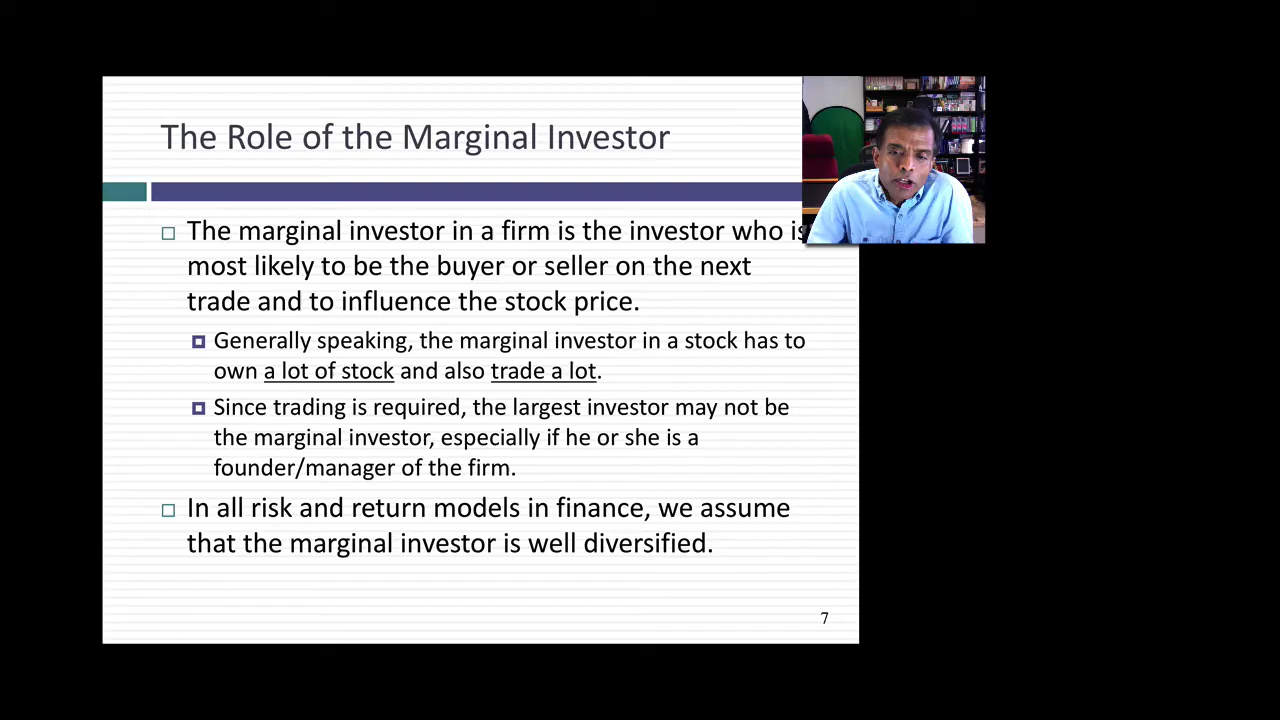 The Role of the Marginal Investor
The marginal investor in a firm is the investor who is
most likely to be the buyer or seller on the next
trade and to influence the stock price.
Generally speaking, the marginal investor in a stock has to
own a lot of stock and also trade a lot.
Since trading is required, the largest investor may not be
the marginal investor, especially if he or she is a
founder/manager of the firm.
In all risk and return models in finance, we assume
that the marginal investor is well diversified.
7